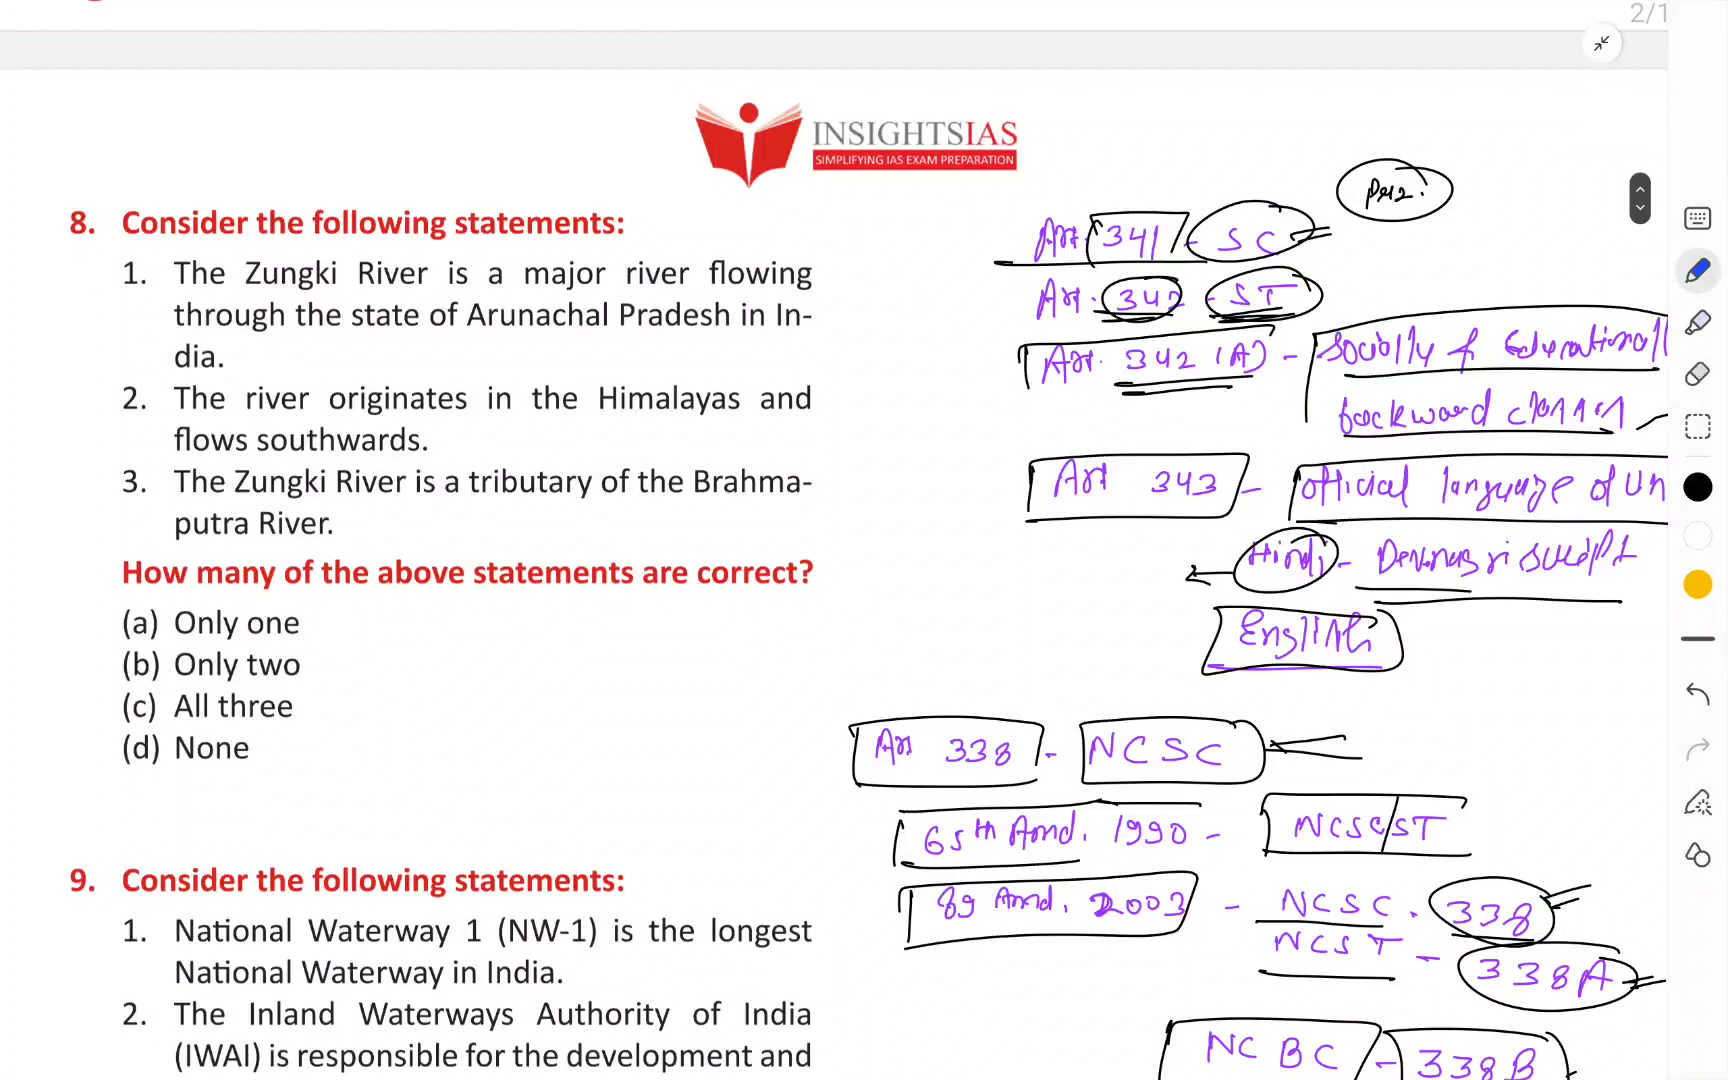 2/1
INSIGHTSIAS
SIMPLIFYING IAS EXAM PREPARATION
8. Consider the following statements:
1. The Zungki River is a major river flowing
through the state of Arunachal Pradesh in In-
dia.
2. The river originates in the Himalayas and
flows southwards.
3. The Zungki River is a tributary of the Brahma-
putra River.
How many of the above statements are correct?
(a) Only one
(b) Only two
(c) All three
(d) None
9. Consider the following statements:
1. National Waterway 1 (NW-1) is the longest
National Waterway in India.
2. The Inland Waterways Authority of India
(IWAI) is responsible for the development and
Art. 341 - SC
Art. 342 - ST
Art. 342 (A) - Socially & Educationall
backward classes
Art 343 - official language of Un
Hindi - Devnagri script
English
Art 338 - NCSC
65th Amd. 1990 - NCSC/ST
89 Amd. 2003 - NCSC. 338
NCST - 338A
NCBC - 338B